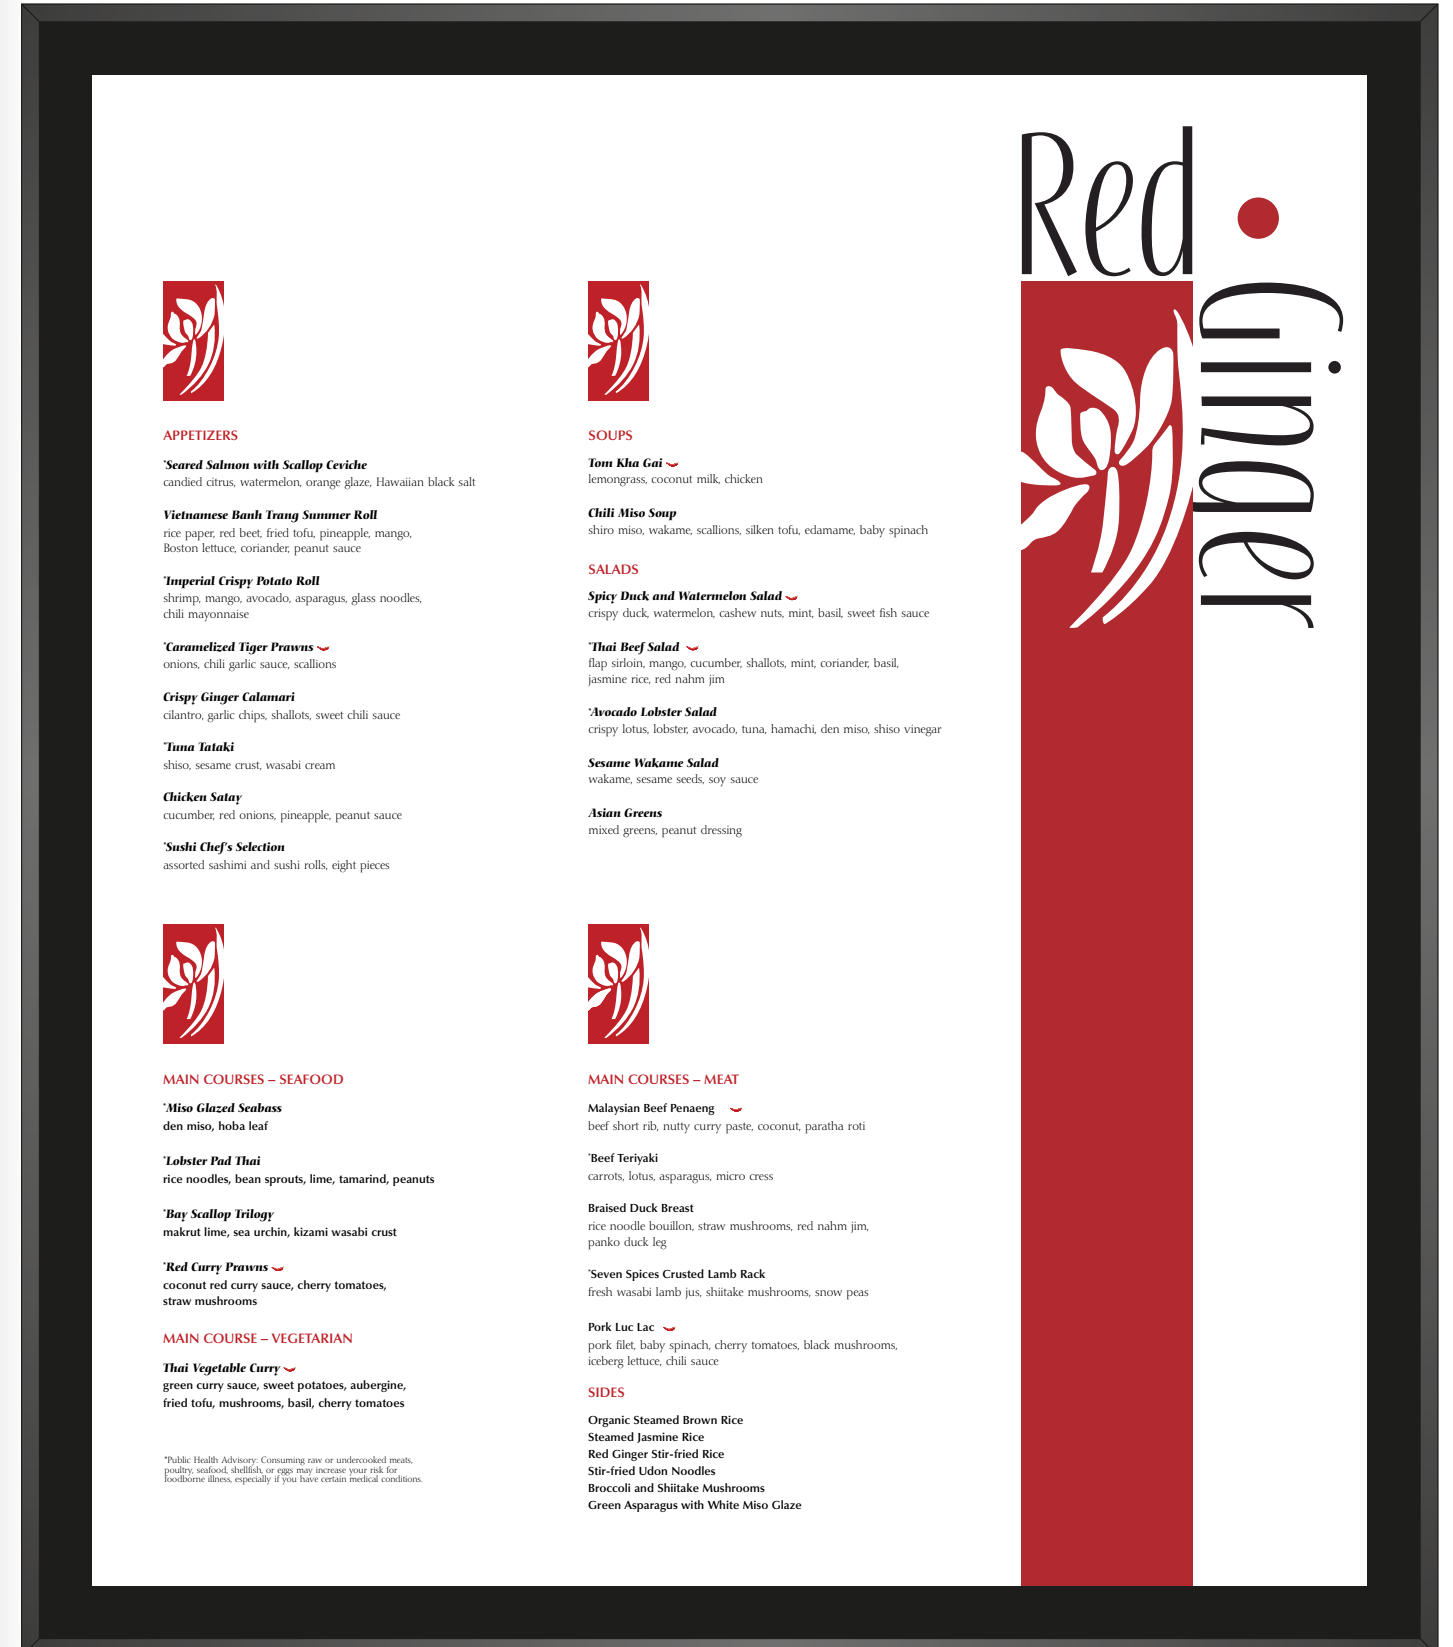 Red
Ginger
APPETIZERS
*Seared Salmon with Scallop Ceviche
candied citrus, watermelon, orange glaze, Hawaiian black salt
Vietnamese Banh Trang Summer Roll
rice paper, red beet, fried tofu, pineapple, mango,
Boston lettuce, coriander, peanut sauce
*Imperial Crispy Potato Roll
shrimp, mango, avocado, asparagus, glass noodles,
chili mayonnaise
*Caramelized Tiger Prawns
onions, chili garlic sauce, scallions
Crispy Ginger Calamari
cilantro, garlic chips, shallots, sweet chili sauce
*Tuna Tataki
shiso, sesame crust, wasabi cream
Chicken Satay
cucumber, red onions, pineapple, peanut sauce
*Sushi Chef's Selection
assorted sashimi and sushi rolls, eight pieces
SOUPS
Tom Kha Gai
lemongrass, coconut milk, chicken
Chili Miso Soup
shiro miso, wakame, scallions, silken tofu, edamame, baby spinach
SALADS
Spicy Duck and Watermelon Salad
crispy duck, watermelon, cashew nuts, mint, basil, sweet fish sauce
*Thai Beef Salad
flap sirloin, mango, cucumber, shallots, mint, coriander, basil,
jasmine rice, red nahm jim
*Avocado Lobster Salad
crispy lotus, lobster, avocado, tuna, hamachi, den miso, shiso vinegar
Sesame Wakame Salad
wakame, sesame seeds, soy sauce
Asian Greens
mixed greens, peanut dressing
MAIN COURSES – SEAFOOD
*Miso Glazed Seabass
den miso, hoba leaf
*Lobster Pad Thai
rice noodles, bean sprouts, lime, tamarind, peanuts
*Bay Scallop Trilogy
makrut lime, sea urchin, kizami wasabi crust
*Red Curry Prawns
coconut red curry sauce, cherry tomatoes,
straw mushrooms
MAIN COURSE – VEGETARIAN
Thai Vegetable Curry
green curry sauce, sweet potatoes, aubergine,
fried tofu, mushrooms, basil, cherry tomatoes
*Public Health Advisory: Consuming raw or undercooked meats,
poultry, seafood, shellfish, or eggs may increase your risk for
foodborne illness, especially if you have certain medical conditions.
MAIN COURSES – MEAT
Malaysian Beef Penaeng
beef short rib, nutty curry paste, coconut, paratha roti
*Beef Teriyaki
carrots, lotus, asparagus, micro cress
Braised Duck Breast
rice noodle bouillon, straw mushrooms, red nahm jim,
panko duck leg
*Seven Spices Crusted Lamb Rack
fresh wasabi lamb jus, shiitake mushrooms, snow peas
Pork Luc Lac
pork filet, baby spinach, cherry tomatoes, black mushrooms,
iceberg lettuce, chili sauce
SIDES
Organic Steamed Brown Rice
Steamed Jasmine Rice
Red Ginger Stir-fried Rice
Stir-fried Udon Noodles
Broccoli and Shiitake Mushrooms
Green Asparagus with White Miso Glaze